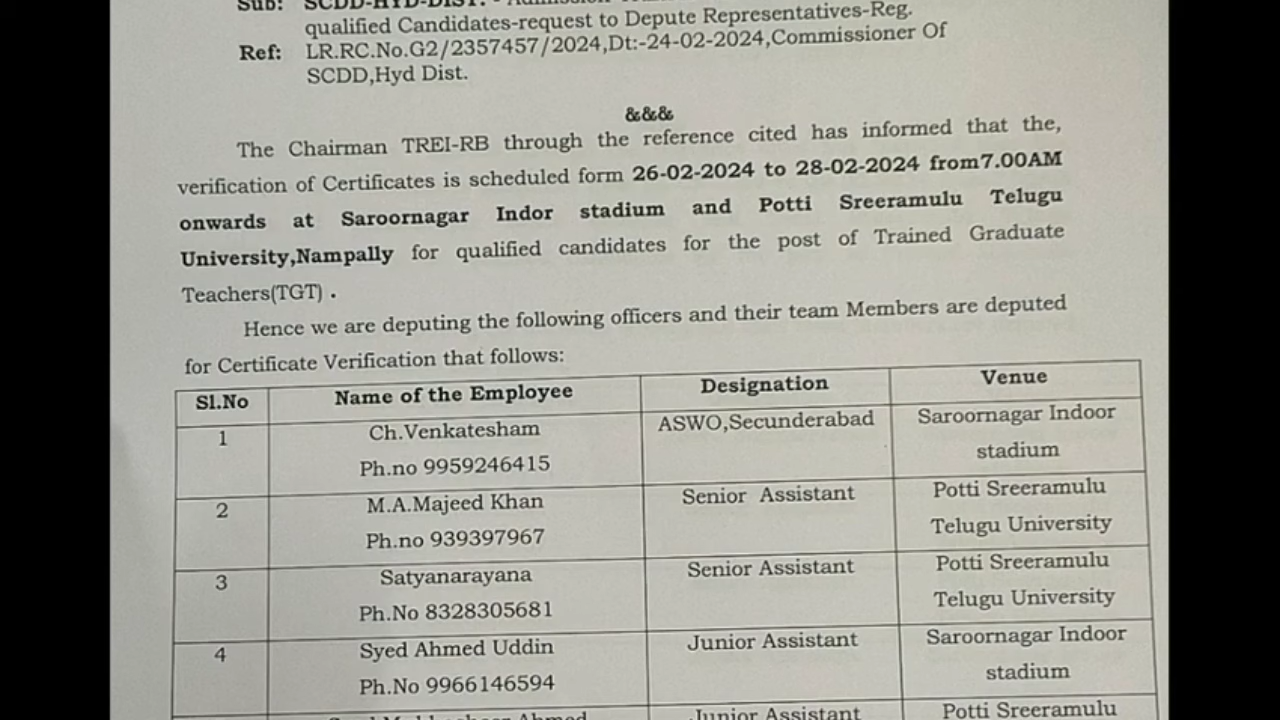 Sub: SCDD-HYD-DIST. - Admission
qualified Candidates-request to Depute Representatives-Reg.
Ref: LR.RC.No.G2/2357457/2024,Dt:-24-02-2024,Commissioner Of
SCDD,Hyd Dist.
&&&
The Chairman TREI-RB through the reference cited has informed that the,
verification of Certificates is scheduled form 26-02-2024 to 28-02-2024 from7.00AM
onwards at Saroornagar Indor stadium and Potti Sreeramulu Telugu
University,Nampally for qualified candidates for the post of Trained Graduate
Teachers(TGT) .
Hence we are deputing the following officers and their team Members are deputed
for Certificate Verification that follows:
Sl.No Name of the Employee Designation Venue
1 Ch.Venkatesham ASWO,Secunderabad Saroornagar Indoor
Ph.no 9959246415 stadium
2 M.A.Majeed Khan Senior Assistant Potti Sreeramulu
Ph.no 939397967 Telugu University
3 Satyanarayana Senior Assistant Potti Sreeramulu
Ph.No 8328305681 Telugu University
4 Syed Ahmed Uddin Junior Assistant Saroornagar Indoor
Ph.No 9966146594 stadium
Ahmed Junior Assistant Potti Sreeramulu